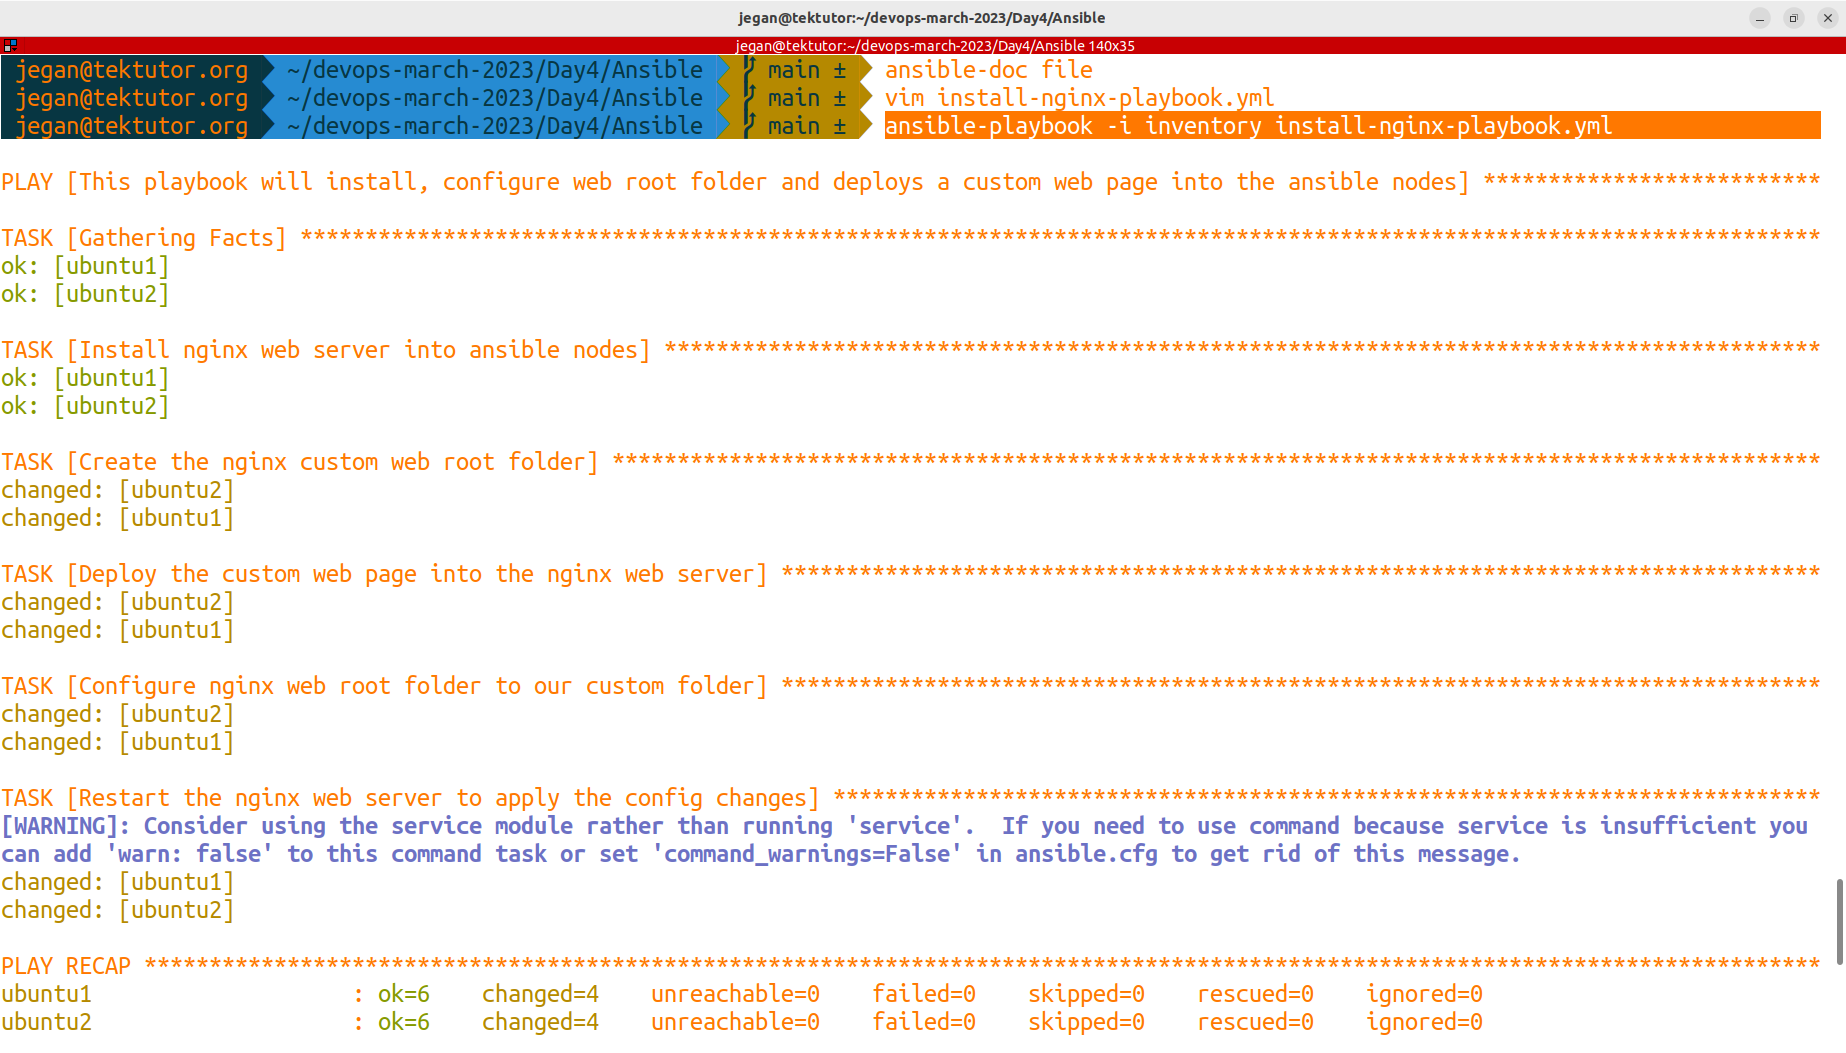 jegan@tektutor:~/devops-march-2023/Day4/Ansible
jegan@tektutor:~/devops-march-2023/Day4/Ansible 140x35
jegan@tektutor.org ~/devops-march-2023/Day4/Ansible main ± ansible-doc file
jegan@tektutor.org ~/devops-march-2023/Day4/Ansible main ± vim install-nginx-playbook.yml
jegan@tektutor.org ~/devops-march-2023/Day4/Ansible main ± ansible-playbook -i inventory install-nginx-playbook.yml
PLAY [This playbook will install, configure web root folder and deploys a custom web page into the ansible nodes] **************************
TASK [Gathering Facts] *********************************************************************************************************************
ok: [ubuntu1]
ok: [ubuntu2]
TASK [Install nginx web server into ansible nodes] *****************************************************************************************
ok: [ubuntu1]
ok: [ubuntu2]
TASK [Create the nginx custom web root folder] *********************************************************************************************
changed: [ubuntu2]
changed: [ubuntu1]
TASK [Deploy the custom web page into the nginx web server] ********************************************************************************
changed: [ubuntu2]
changed: [ubuntu1]
TASK [Configure nginx web root folder to our custom folder] ********************************************************************************
changed: [ubuntu2]
changed: [ubuntu1]
TASK [Restart the nginx web server to apply the config changes] ****************************************************************************
[WARNING]: Consider using the service module rather than running 'service'.  If you need to use command because service is insufficient you
can add 'warn: false' to this command task or set 'command_warnings=False' in ansible.cfg to get rid of this message.
changed: [ubuntu1]
changed: [ubuntu2]
PLAY RECAP *********************************************************************************************************************************
ubuntu1                    : ok=6    changed=4    unreachable=0    failed=0    skipped=0    rescued=0    ignored=0
ubuntu2                    : ok=6    changed=4    unreachable=0    failed=0    skipped=0    rescued=0    ignored=0